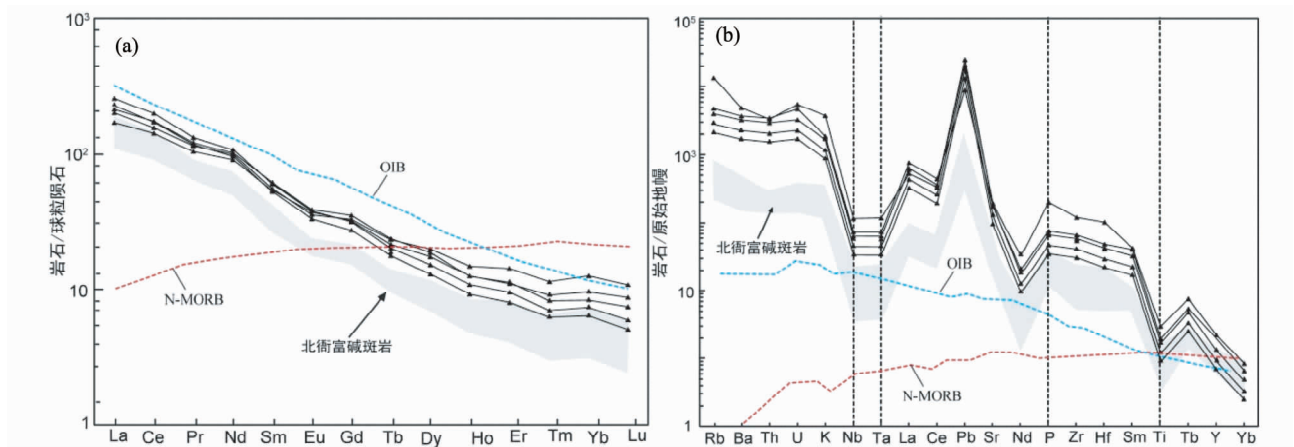 (a)
10³
10²
10
1
岩石/球粒陨石
OIB
N-MORB
北衙富碱斑岩
La Ce Pr Nd Sm Eu Gd Tb Dy Ho Er Tm Yb Lu
(b)
10⁵
10³
10
1
岩石/原始地幔
北衙富碱斑岩
OIB
N-MORB
Rb Ba Th U K Nb Ta La Ce Pb Sr Nd P Zr Hf Sm Ti Tb Y Yb